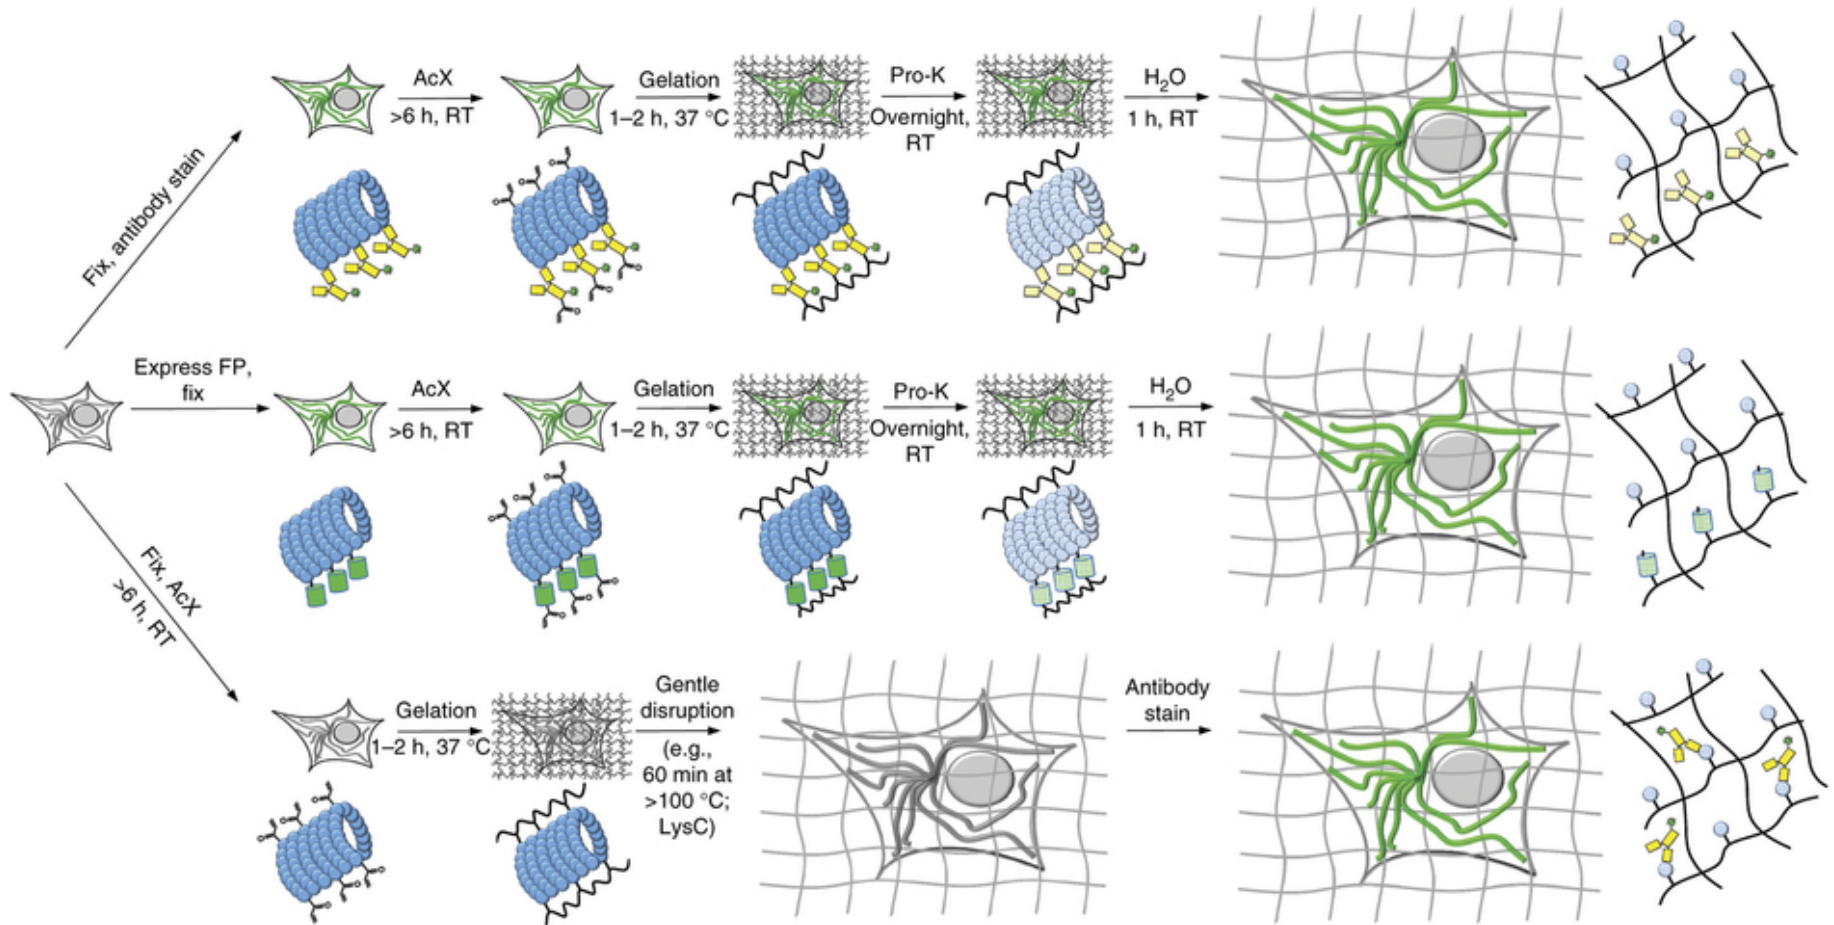 Fix, antibody stain
AcX
>6 h, RT
Gelation
1–2 h, 37 °C
Pro-K
Overnight,
RT
H₂O
1 h, RT
Express FP,
fix
AcX
>6 h, RT
Gelation
1–2 h, 37 °C
Pro-K
Overnight,
RT
H₂O
1 h, RT
Fix, AcX
>6 h, RT
Gelation
1–2 h, 37 °C
Gentle
disruption
(e.g.,
60 min at
>100 °C;
LysC)
Antibody
stain